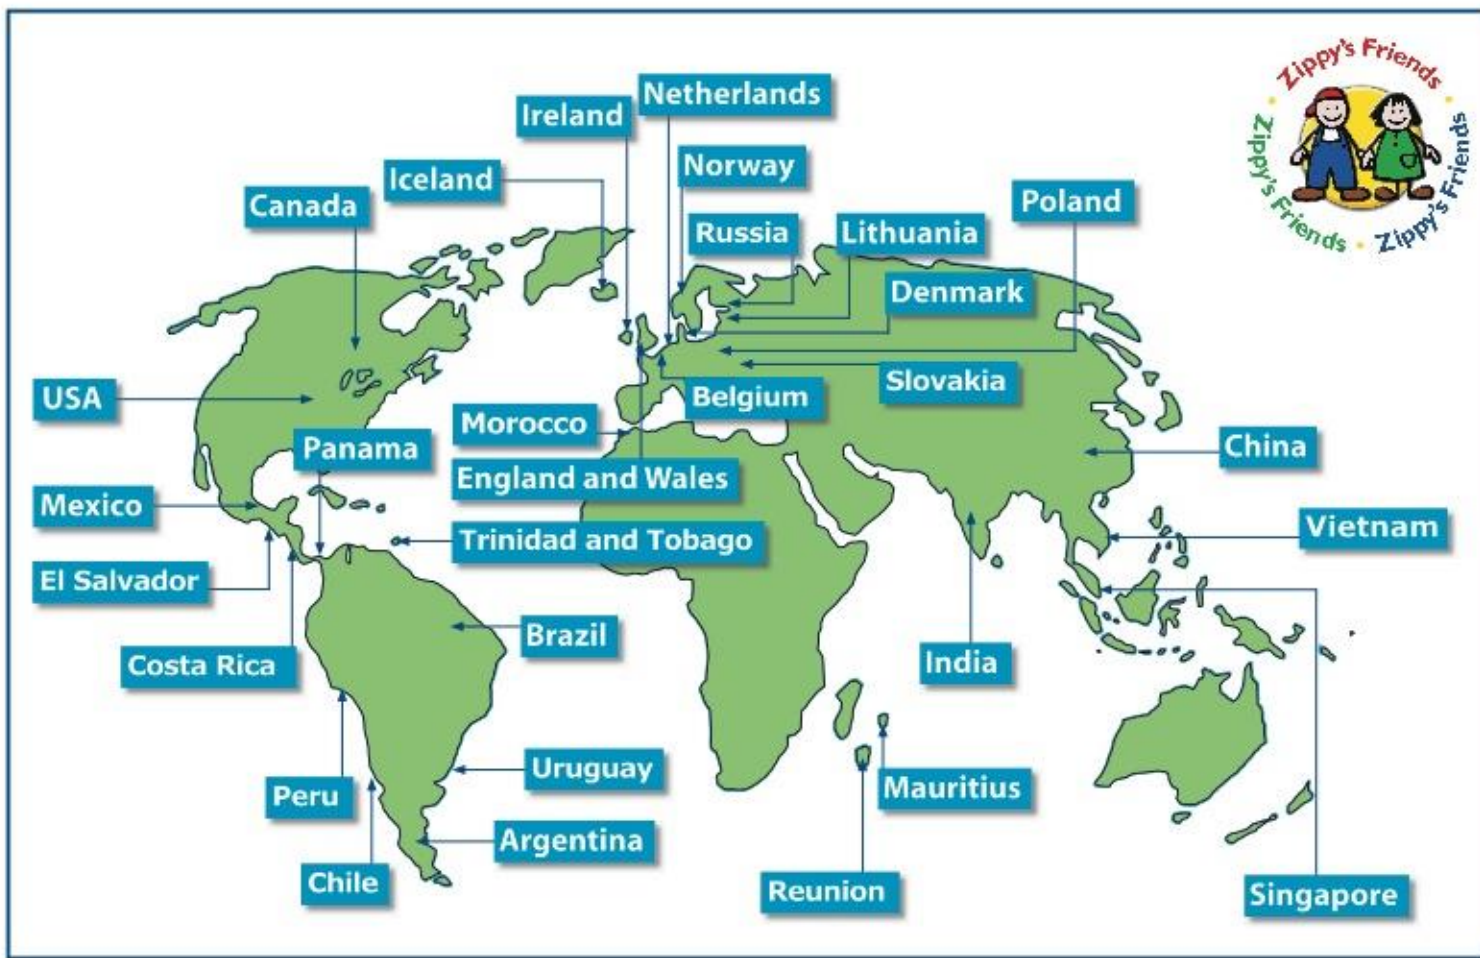 Zippy's Friends
Zippy's Friends
Zippy's Friends
Netherlands
Ireland
Norway
Iceland
Poland
Canada
Russia
Lithuania
Denmark
Slovakia
USA
Belgium
Morocco
Panama
China
England and Wales
Mexico
Vietnam
Trinidad and Tobago
El Salvador
Brazil
India
Costa Rica
Uruguay
Mauritius
Peru
Argentina
Chile
Reunion
Singapore